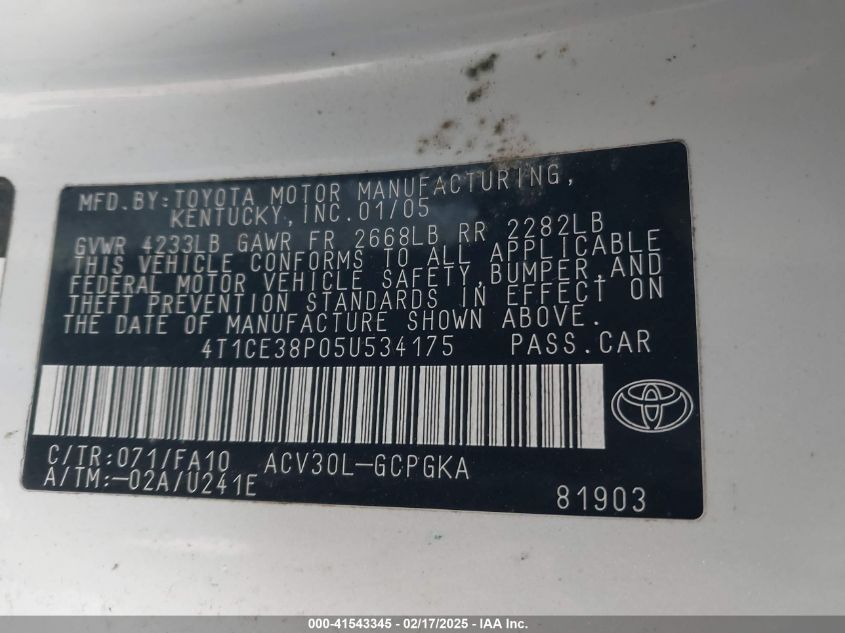 MFD.BY:TOYOTA MOTOR MANUFACTURING,
KENTUCKY,INC.01/05
GVWR 4233LB GAWR FR 2668LB RR 2282LB
THIS VEHICLE CONFORMS TO ALL APPLICABLE
FEDERAL MOTOR VEHICLE SAFETY,BUMPER,AND
THEFT PREVENTION STANDARDS IN EFFECT ON
THE DATE OF MANUFACTURE SHOWN ABOVE.
4T1CE38P05U534175 PASS.CAR
C/TR:071/FA10 ACV30L-GCPGKA
A/TM:-02A/U241E 81903
000-41543345 - 02/17/2025 - IAA Inc.